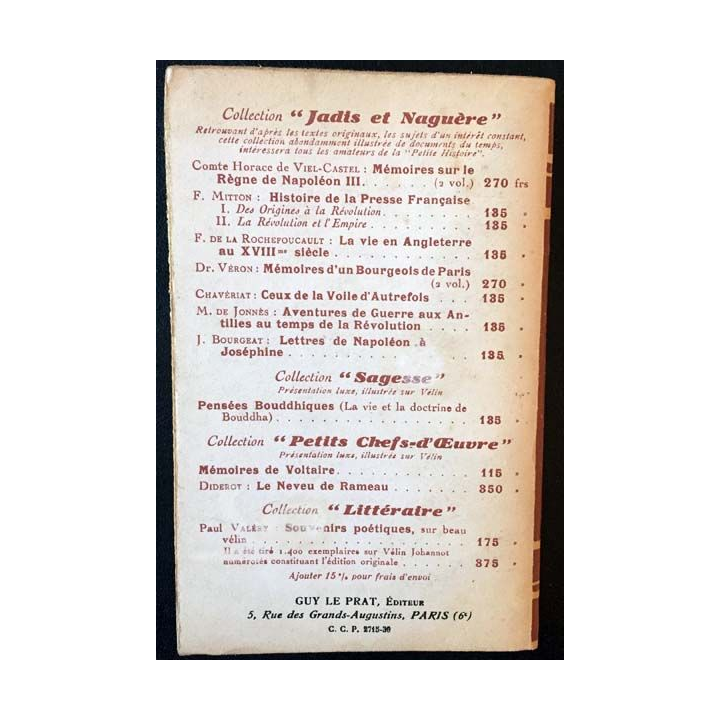 Collection "Jadis et Naguère"
Retrouvant d'après les textes originaux, les sujets d'un intérêt constant,
cette collection abondamment illustrée de documents du temps,
intéressera tous les amateurs de la "Petite Histoire".
Comte Horace de Viel-Castel : Mémoires sur le
Règne de Napoléon III. . . . . . (2 vol.) 270 frs
F. Mitton : Histoire de la Presse Française
I. Des Origines à la Révolution . . . . . . 135 »
II. La Révolution et l'Empire . . . . . . . 135 »
F. de la Rochefoucault : La vie en Angleterre
au XVIIIme siècle . . . . . . . . . . . 135 »
Dr. Véron : Mémoires d'un Bourgeois de Paris
(2 vol.) 270 »
Chavériat : Ceux de la Voile d'Autrefois . . . 135 »
M. de Jonnès : Aventures de Guerre aux An-
tilles au temps de la Révolution . . . . . 135 »
J. Bourgeat : Lettres de Napoléon à
Joséphine . . . . . . . . . . . . . . 135 »
Collection "Sagesse"
Présentation luxe, illustrée sur Vélin
Pensées Bouddhiques (La vie et la doctrine de
Bouddha) . . . . . . . . . . . . . . . 135 »
Collection "Petits Chefs-d'Œuvre"
Présentation luxe, illustrée sur Vélin
Mémoires de Voltaire. . . . . . . . . . . 115 »
Diderot : Le Neveu de Rameau . . . . . . . 350 »
Collection "Littéraire"
Paul Valéry : Souvenirs poétiques, sur beau
vélin . . . . . . . . . . . . . . . . 175 »
Il a été tiré 1.400 exemplaires sur Vélin Johannot
numérotés constituant l'édition originale . . . . 375 »
Ajouter 15 % pour frais d'envoi
GUY LE PRAT, Éditeur
5, Rue des Grands-Augustins, PARIS (6e)
C. C. P. 2715-30